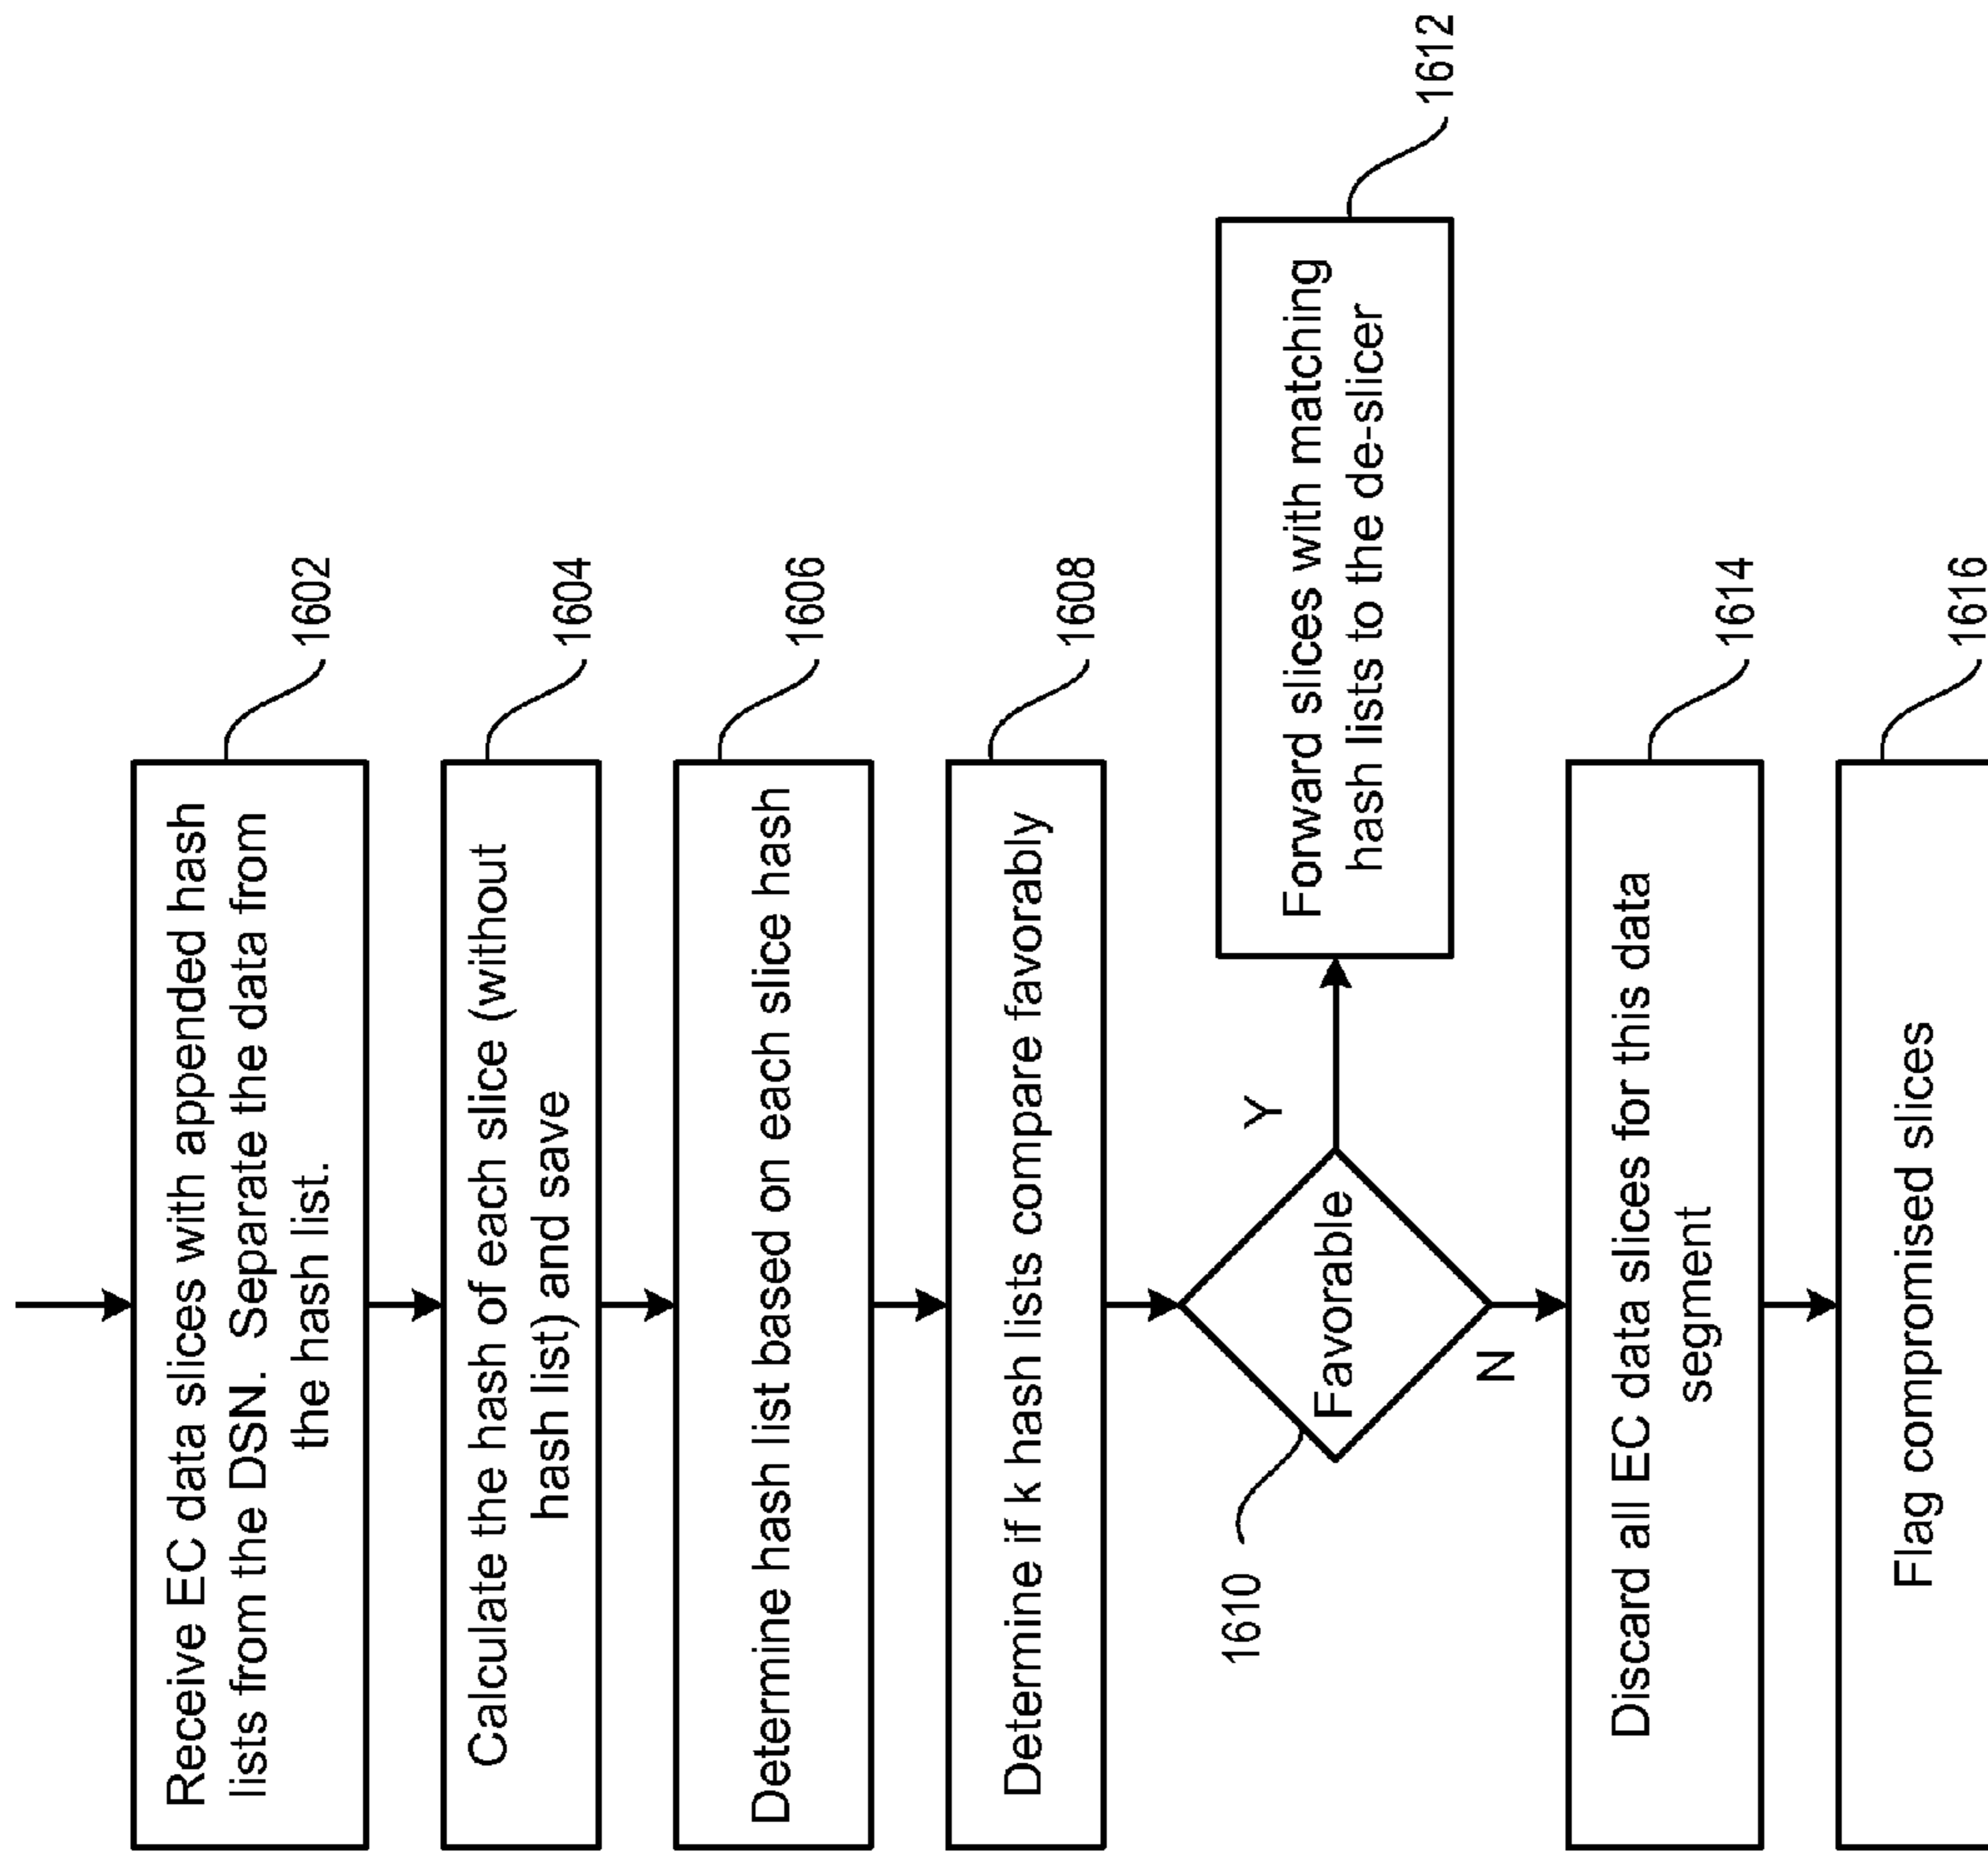 Receive EC data slices with appended hash
lists from the DSN. Separate the data from
the hash list.
1602
Calculate the hash of each slice (without
hash list) and save
1604
Determine hash list based on each slice hash
1606
Determine if k hash lists compare favorably
1608
1610
Favorable
Y
N
Forward slices with matching
hash lists to the de-slicer
1612
Discard all EC data slices for this data
segment
1614
Flag compromised slices
1616